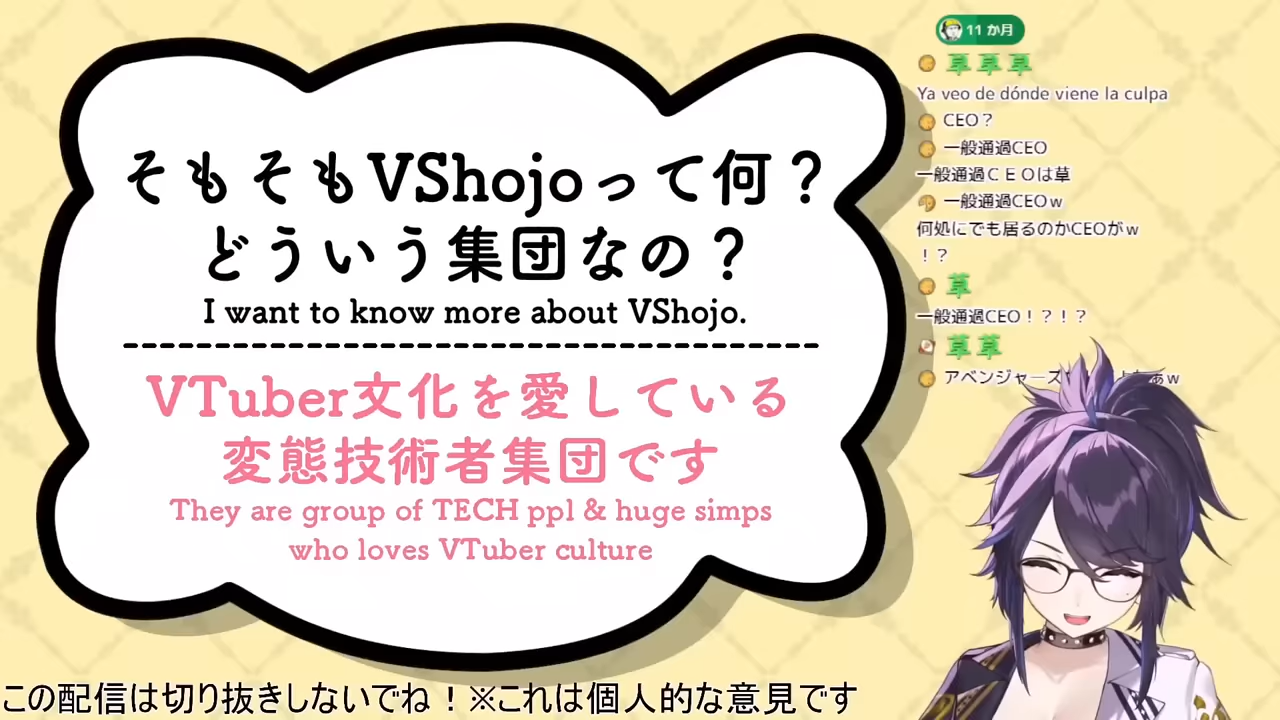 そもそもVShojoって何？
どういう集団なの？
I want to know more about VShojo.
VTuber文化を愛している
変態技術者集団です
They are group of TECH ppl & huge simps
who loves VTuber culture
この配信は切り抜きしないでね！※これは個人的な意見です
11 か月
草草草
Ya veo de dónde viene la culpa
CEO？
一般通過CEO
一般通過ＣＥＯは草
一般通過CEOｗ
何処にでも居るのかCEOがｗ
！？
草
一般通過CEO！？！？
草草
アベンジャーズ
ぁｗ